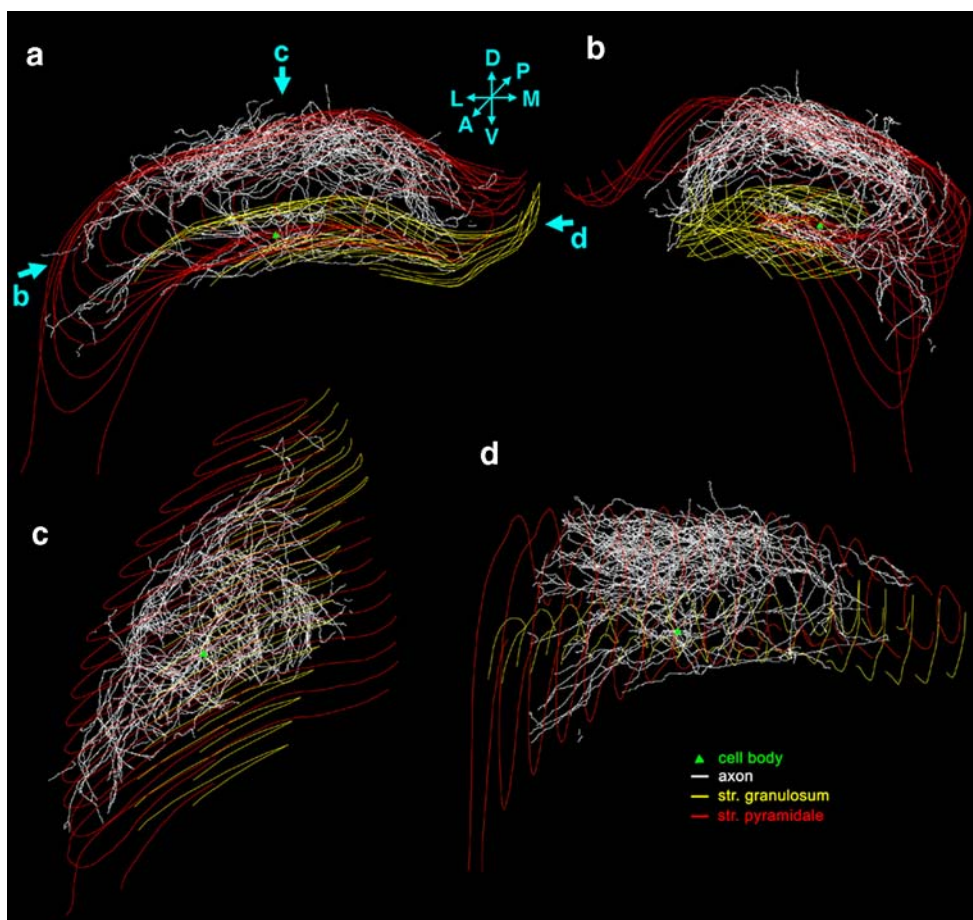 a
c
D
P
L
M
A
V
b
b
d
c
d
cell body
axon
str. granulosum
str. pyramidale